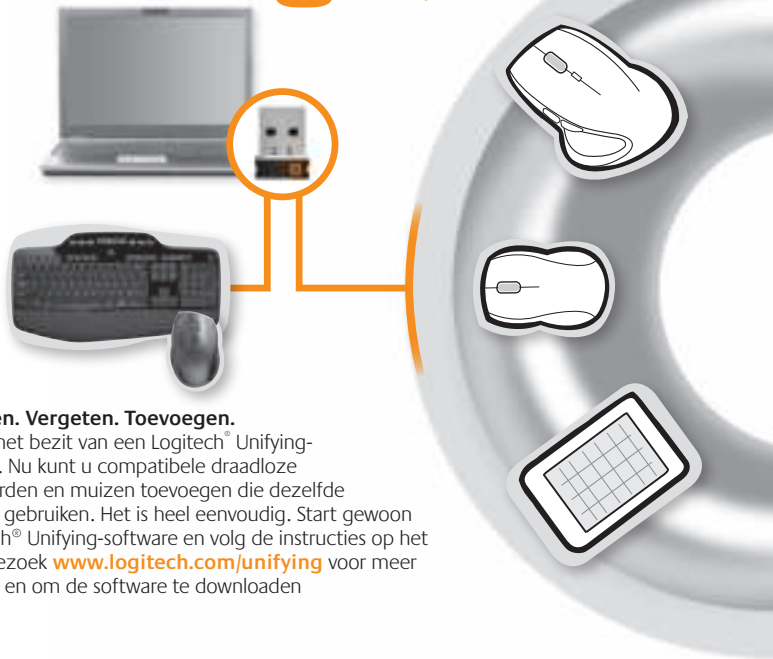 en. Vergeten. Toevoegen.
het bezit van een Logitech® Unifying-
. Nu kunt u compatibele draadloze
rden en muizen toevoegen die dezelfde
gebruiken. Het is heel eenvoudig. Start gewoon
h® Unifying-software en volg de instructies op het
ezoek www.logitech.com/unifying voor meer
en om de software te downloaden